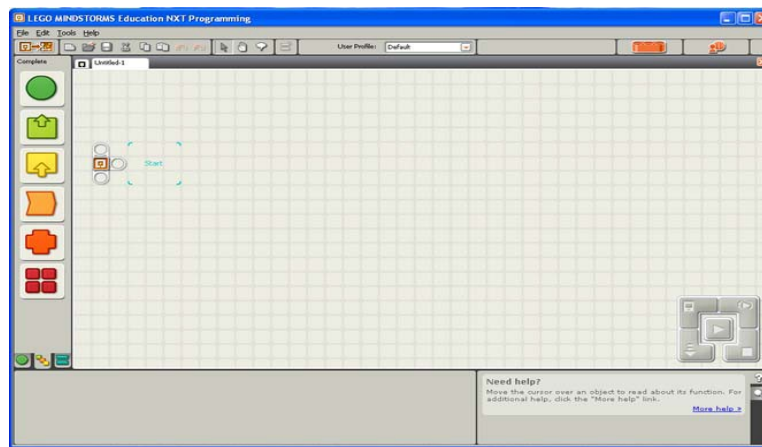 LEGO MINDSTORMS Education NXT Programming
File Edit Tools Help
User Profile: Default
Complete
Untitled-1
Start
Need help?
Move the cursor over an object to read about its function. For
additional help, click the "More help" link.
More help »